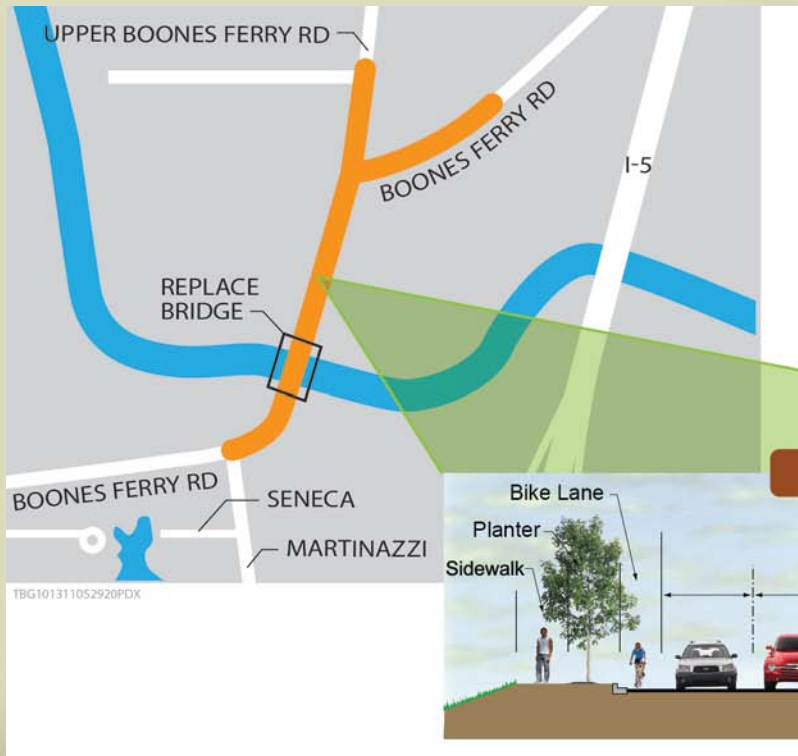 UPPER BOONES FERRY RD
BOONES FERRY RD
I-5
REPLACE
BRIDGE
BOONES FERRY RD
SENECA
MARTINAZZI
TBG101311052920PDX
Bike Lane
Planter
Sidewalk